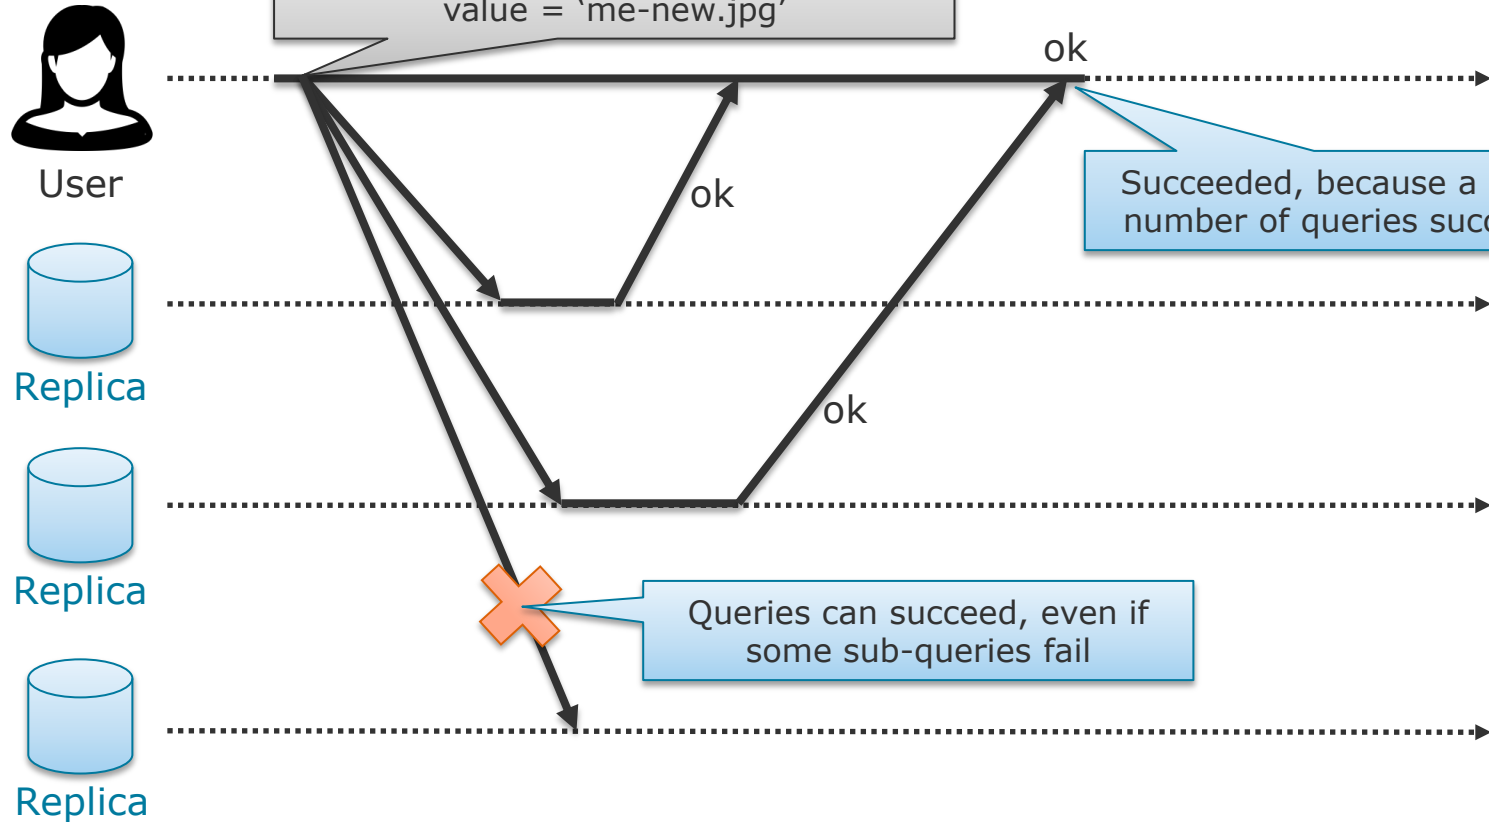 value = ‘me-new.jpg’
ok
User
ok
Succeeded, because a
number of queries
Replica
ok
Replica
Queries can succeed, even if
some sub-queries fail
Replica